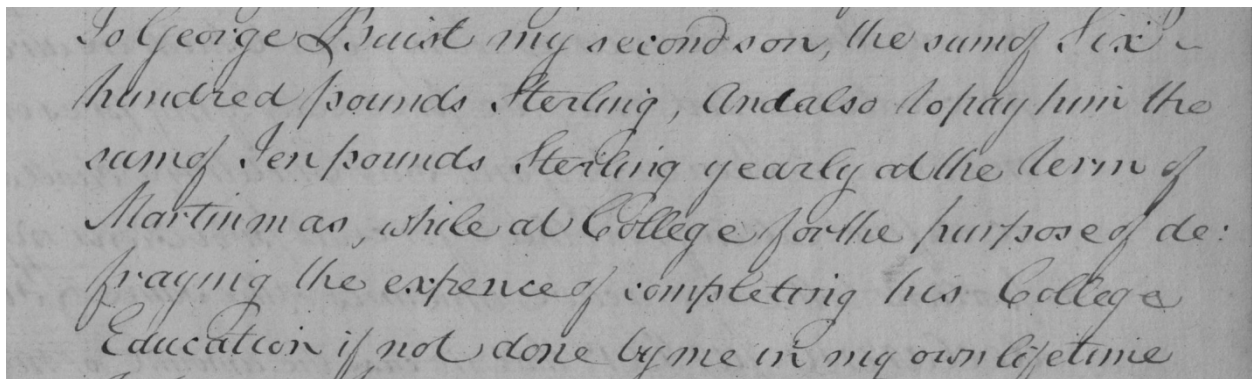 To George Buist my second son, the sum of Six ~
hundred pounds Sterling, And also to pay him the
sum of Ten pounds Sterling yearly at the term of
Martinmas, while at College for the purpose of de:
fraying the expence of completing his College
Education if not done by me in my own lifetime